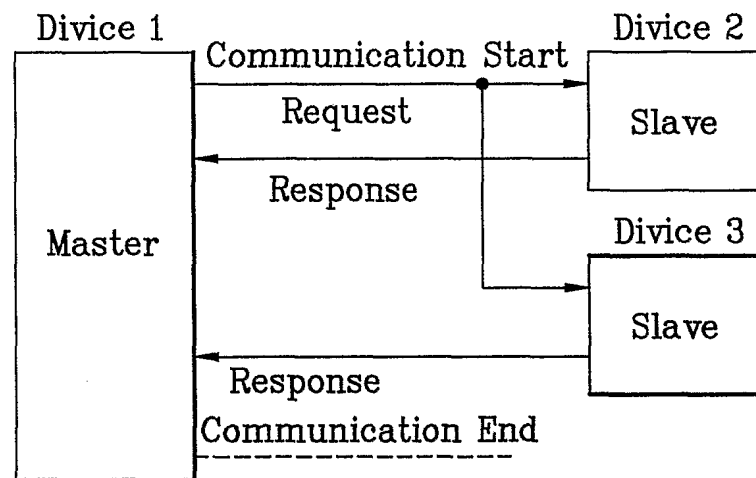 Divice 1
Divice 2
Communication Start
Request
Slave
Response
Divice 3
Master
Slave
Response
Communication End